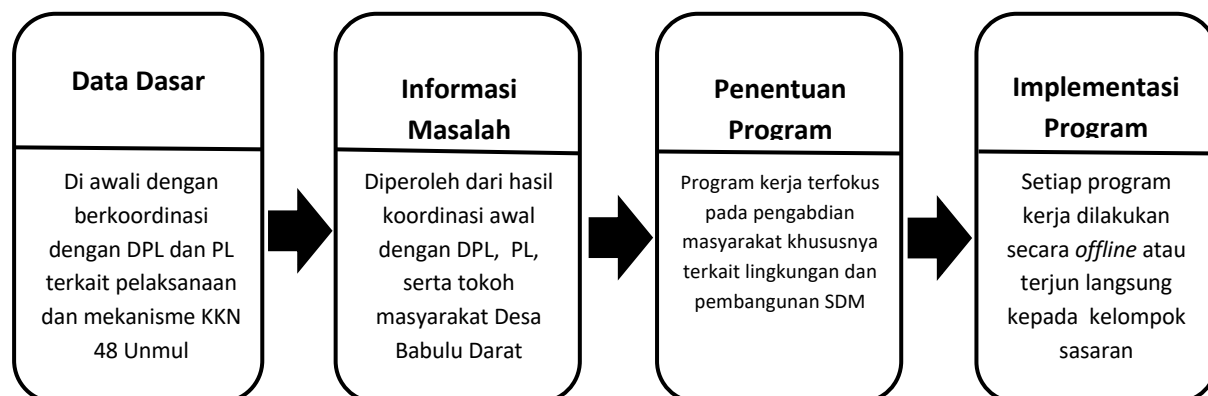 Data Dasar
Di awali dengan
berkoordinasi
dengan DPL dan PL
terkait pelaksanaan
dan mekanisme KKN
48 Unmul
Informasi
Masalah
Diperoleh dari hasil
koordinasi awal
dengan DPL, PL,
serta tokoh
masyarakat Desa
Babulu Darat
Penentuan
Program
Program kerja terfokus
pada pengabdian
masyarakat khususnya
terkait lingkungan dan
pembangunan SDM
Implementasi
Program
Setiap program
kerja dilakukan
secara offline atau
terjun langsung
kepada kelompok
sasaran